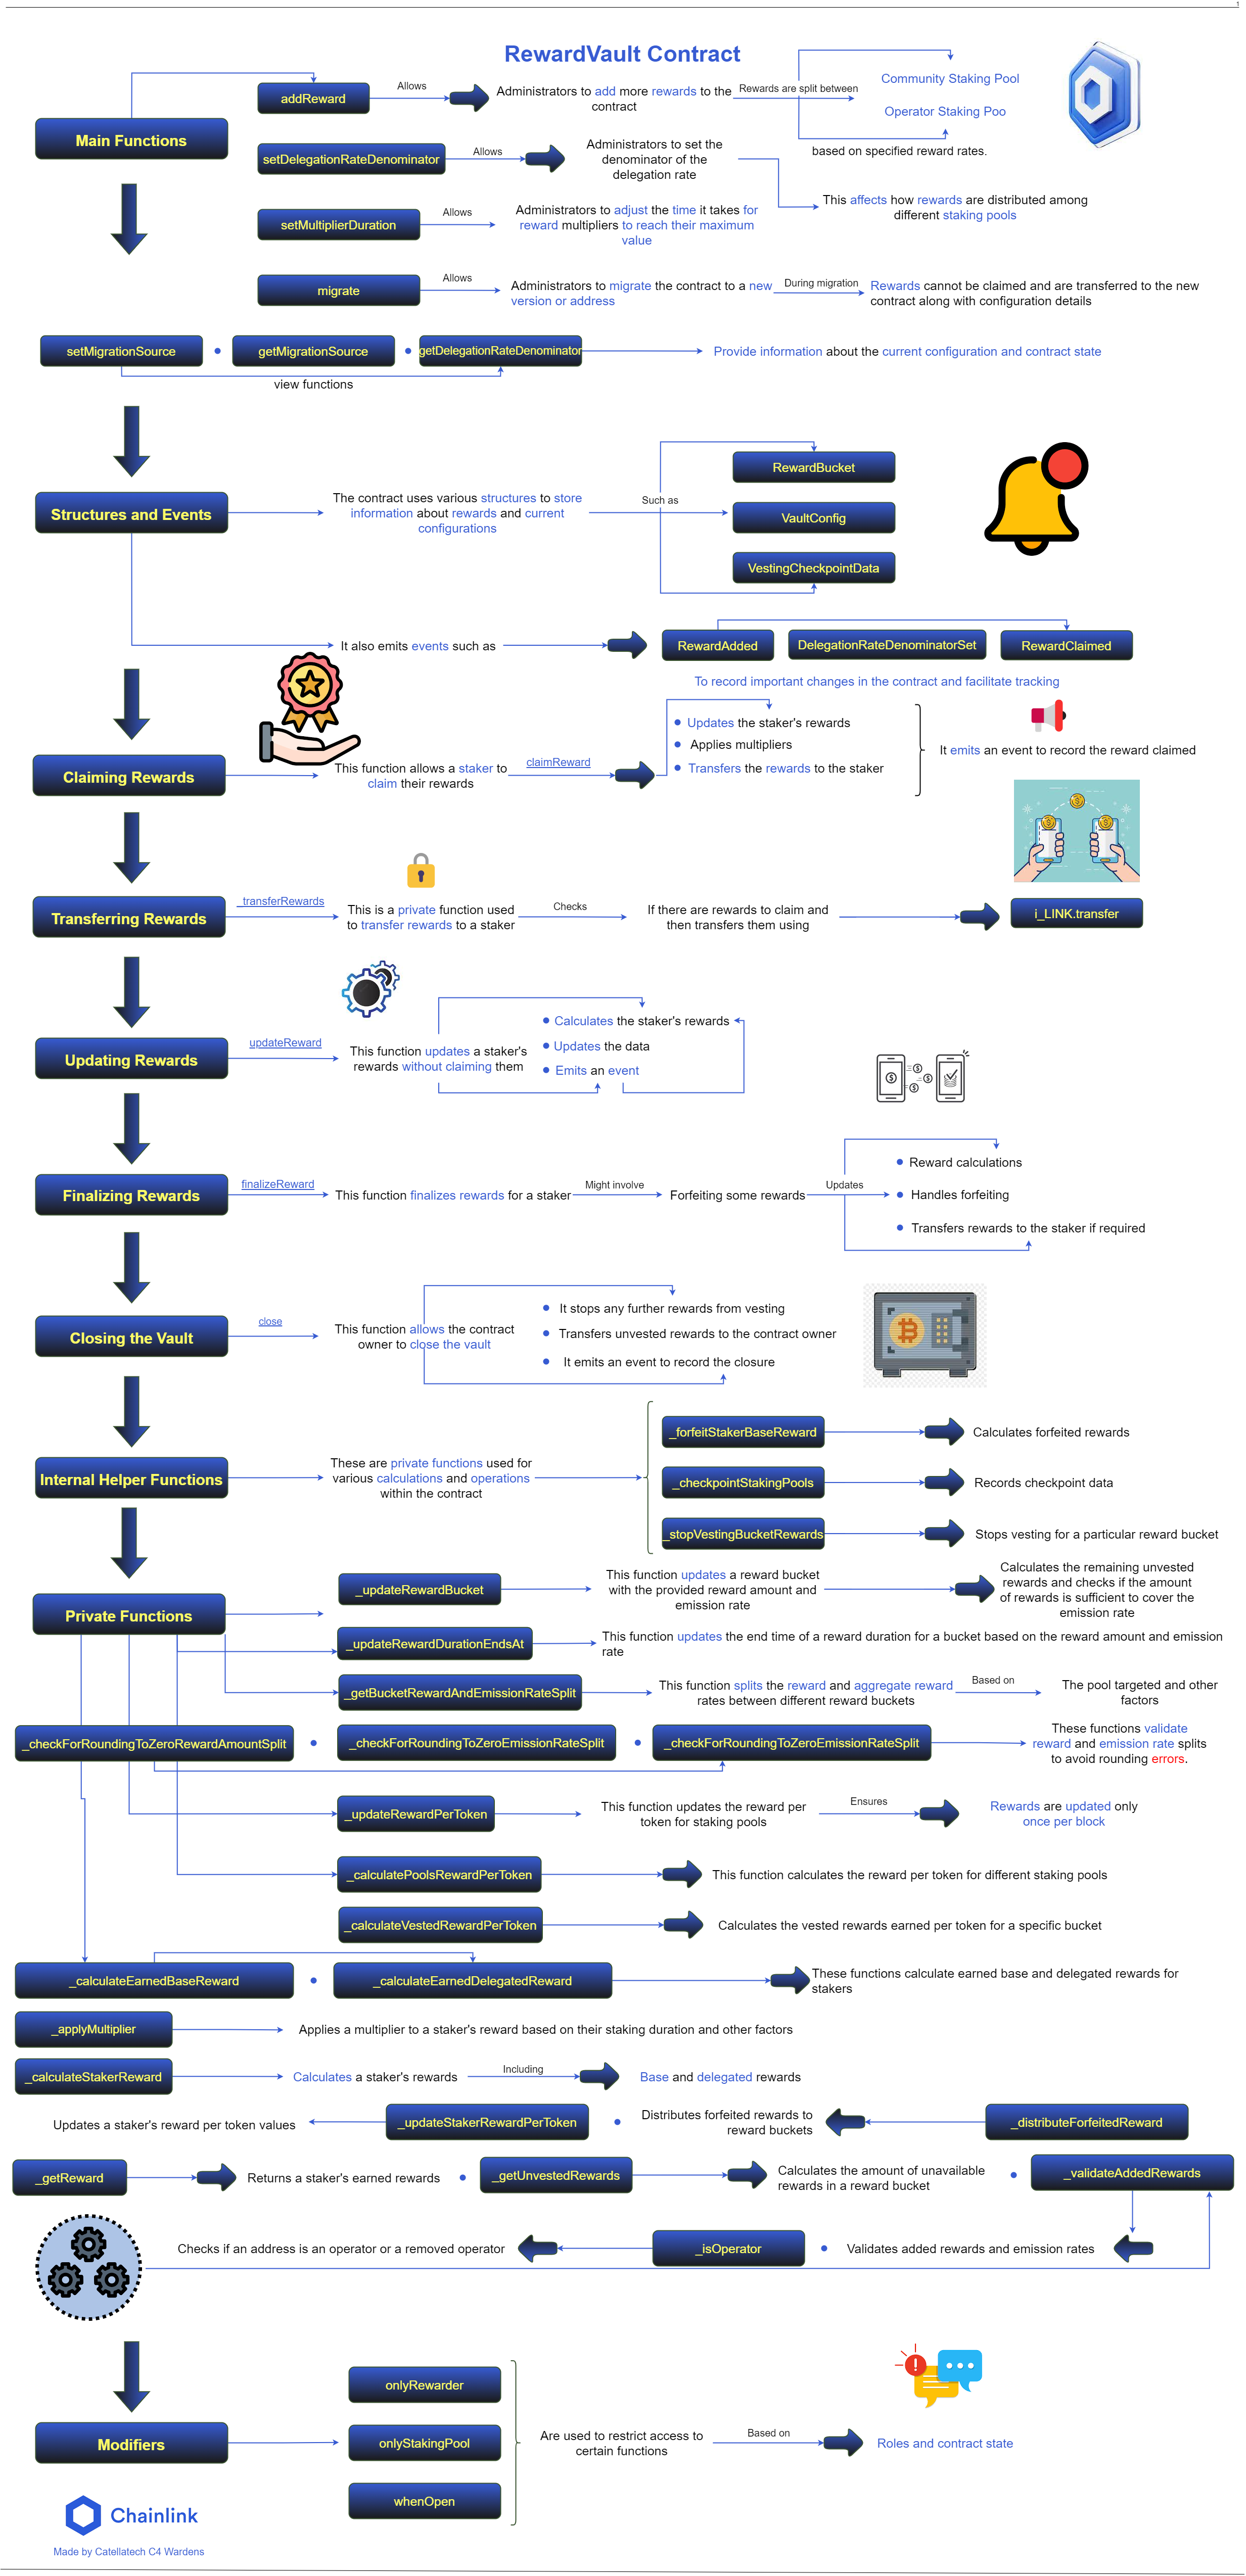 1
RewardVault Contract
Main Functions
addReward
Allows
Administrators to add more rewards to the
contract
Rewards are split between
Community Staking Pool
Operator Staking Poo
based on specified reward rates.
setDelegationRateDenominator
Allows
Administrators to set the
denominator of the
delegation rate
This affects how rewards are distributed among
different staking pools
setMultiplierDuration
Allows
Administrators to adjust the time it takes for
reward multipliers to reach their maximum
value
migrate
Allows
Administrators to migrate the contract to a new
version or address
During migration
Rewards cannot be claimed and are transferred to the new
contract along with configuration details
setMigrationSource
getMigrationSource
getDelegationRateDenominator
Provide information about the current configuration and contract state
view functions
Structures and Events
The contract uses various structures to store
information about rewards and current
configurations
Such as
RewardBucket
VaultConfig
VestingCheckpointData
It also emits events such as
RewardAdded
DelegationRateDenominatorSet
RewardClaimed
To record important changes in the contract and facilitate tracking
Claiming Rewards
This function allows a staker to
claim their rewards
claimReward
Updates the staker's rewards
Applies multipliers
Transfers the rewards to the staker
It emits an event to record the reward claimed
Transferring Rewards
_transferRewards
This is a private function used
to transfer rewards to a staker
Checks
If there are rewards to claim and
then transfers them using
i_LINK.transfer
Updating Rewards
updateReward
This function updates a staker's
rewards without claiming them
Calculates the staker's rewards
Updates the data
Emits an event
Finalizing Rewards
finalizeReward
This function finalizes rewards for a staker
Might involve
Forfeiting some rewards
Updates
Reward calculations
Handles forfeiting
Transfers rewards to the staker if required
Closing the Vault
close
This function allows the contract
owner to close the vault
It stops any further rewards from vesting
Transfers unvested rewards to the contract owner
It emits an event to record the closure
Internal Helper Functions
These are private functions used for
various calculations and operations
within the contract
_forfeitStakerBaseReward
Calculates forfeited rewards
_checkpointStakingPools
Records checkpoint data
_stopVestingBucketRewards
Stops vesting for a particular reward bucket
Private Functions
_updateRewardBucket
This function updates a reward bucket
with the provided reward amount and
emission rate
Calculates the remaining unvested
rewards and checks if the amount
of rewards is sufficient to cover the
emission rate
_updateRewardDurationEndsAt
This function updates the end time of a reward duration for a bucket based on the reward amount and emission
rate
_getBucketRewardAndEmissionRateSplit
This function splits the reward and aggregate reward
rates between different reward buckets
Based on
The pool targeted and other
factors
_checkForRoundingToZeroRewardAmountSplit
_checkForRoundingToZeroEmissionRateSplit
_checkForRoundingToZeroEmissionRateSplit
These functions validate
reward and emission rate splits
to avoid rounding errors.
_updateRewardPerToken
This function updates the reward per
token for staking pools
Ensures
Rewards are updated only
once per block
_calculatePoolsRewardPerToken
This function calculates the reward per token for different staking pools
_calculateVestedRewardPerToken
Calculates the vested rewards earned per token for a specific bucket
_calculateEarnedBaseReward
_calculateEarnedDelegatedReward
These functions calculate earned base and delegated rewards for
stakers
_applyMultiplier
Applies a multiplier to a staker's reward based on their staking duration and other factors
_calculateStakerReward
Calculates a staker's rewards
Including
Base and delegated rewards
Updates a staker's reward per token values
_updateStakerRewardPerToken
Distributes forfeited rewards to
reward buckets
_distributeForfeitedReward
_getReward
Returns a staker's earned rewards
_getUnvestedRewards
Calculates the amount of unavailable
rewards in a reward bucket
_validateAddedRewards
Checks if an address is an operator or a removed operator
_isOperator
Validates added rewards and emission rates
Modifiers
onlyRewarder
onlyStakingPool
whenOpen
Are used to restrict access to
certain functions
Based on
Roles and contract state
Chainlink
Made by Catellatech C4 Wardens